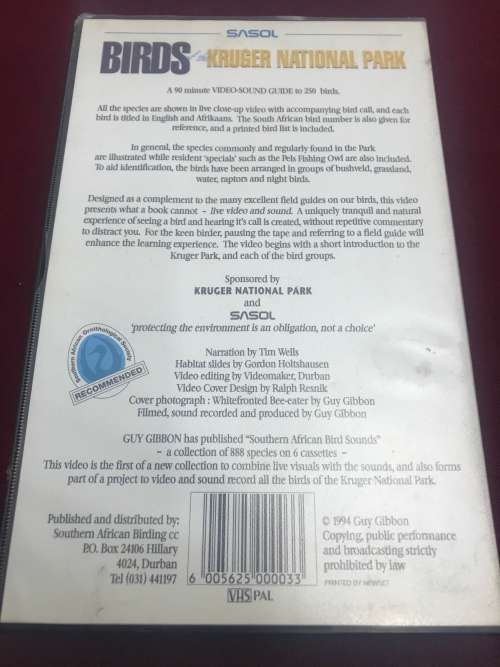 SASOL
BIRDS of the KRUGER NATIONAL PARK
A 90 minute VIDEO-SOUND GUIDE to 250 birds.
All the species are shown in live close-up video with accompanying bird call, and each
bird is titled in English and Afrikaans. The South African bird number is also given for
reference, and a printed bird list is included.
In general, the species commonly and regularly found in the Park
are illustrated while resident 'specials' such as the Pels Fishing Owl are also included.
To aid identification, the birds have been arranged in groups of bushveld, grassland,
water, raptors and night birds.
Designed as a complement to the many excellent field guides on our birds, this video
presents what a book cannot - live video and sound. A uniquely tranquil and natural
experience of seeing a bird and hearing it's call is created, without repetitive commentary
to distract you. For the keen birder, pausing the tape and referring to a field guide will
enhance the learning experience. The video begins with a short introduction to the
Kruger Park, and each of the bird groups.
Sponsored by
KRUGER NATIONAL PARK
and
SASOL
'protecting the environment is an obligation, not a choice'
Southern African Ornithological Society
RECOMMENDED
Narration by Tim Wells
Habitat slides by Gordon Holtshausen
Video editing by Videomaker, Durban
Video Cover Design by Ralph Resnik
Cover photograph : Whitefronted Bee-eater by Guy Gibbon
Filmed, sound recorded and produced by Guy Gibbon
GUY GIBBON has published "Southern African Bird Sounds"
- a collection of 888 species on 6 cassettes -
This video is the first of a new collection to combine live visuals with the sounds, and also forms
part of a project to video and sound record all the birds of the Kruger National Park.
Published and distributed by:
Southern African Birding cc
P.O. Box 24106 Hillary
4024, Durban
Tel (031) 441197
6 005625 000033
VHS PAL
© 1994 Guy Gibbon
Copying, public performance
and broadcasting strictly
prohibited by law
PRINTED BY NEWSET